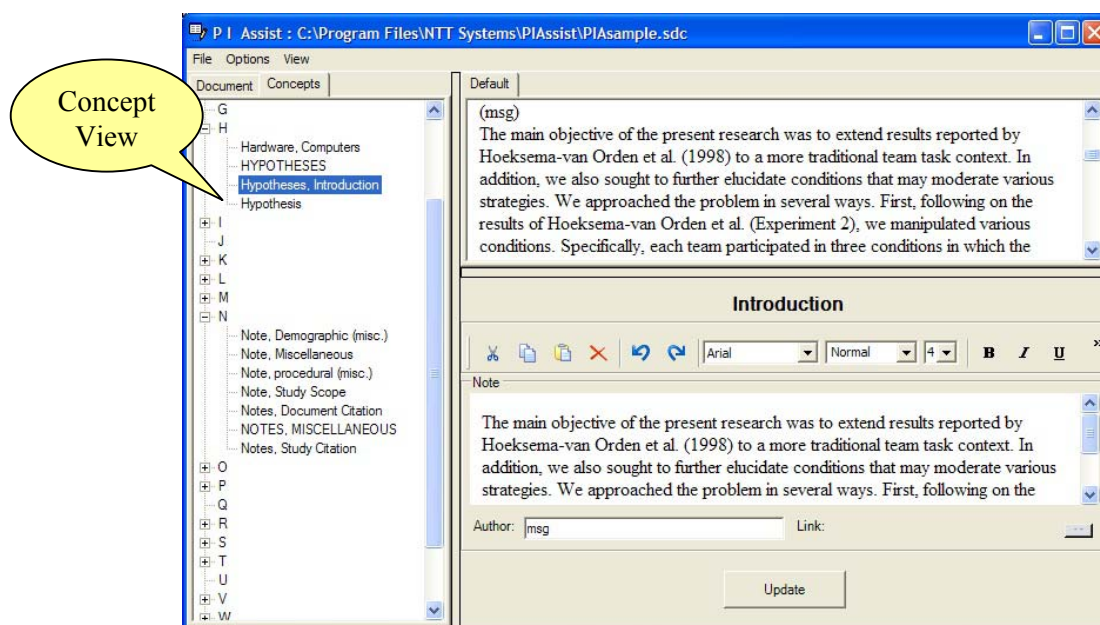 P I Assist : C:\Program Files\NTT Systems\PIAssist\PIAsample.sdc
File Options View
Concept
View
Document Concepts
G
H
Hardware, Computers
HYPOTHESES
Hypotheses, Introduction
Hypothesis
I
J
K
L
M
N
Note, Demographic (misc.)
Note, Miscellaneous
Note, procedural (misc.)
Note, Study Scope
Notes, Document Citation
NOTES, MISCELLANEOUS
Notes, Study Citation
O
P
Q
R
S
T
U
V
W
Default
(msg)
The main objective of the present research was to extend results reported by
Hoeksema-van Orden et al. (1998) to a more traditional team task context. In
addition, we also sought to further elucidate conditions that may moderate various
strategies. We approached the problem in several ways. First, following on the
results of Hoeksema-van Orden et al. (Experiment 2), we manipulated various
conditions. Specifically, each team participated in three conditions in which the
Introduction
Arial Normal 4 B I U »
Note
The main objective of the present research was to extend results reported by
Hoeksema-van Orden et al. (1998) to a more traditional team task context. In
addition, we also sought to further elucidate conditions that may moderate various
strategies. We approached the problem in several ways. First, following on the
Author: msg Link: ...
Update